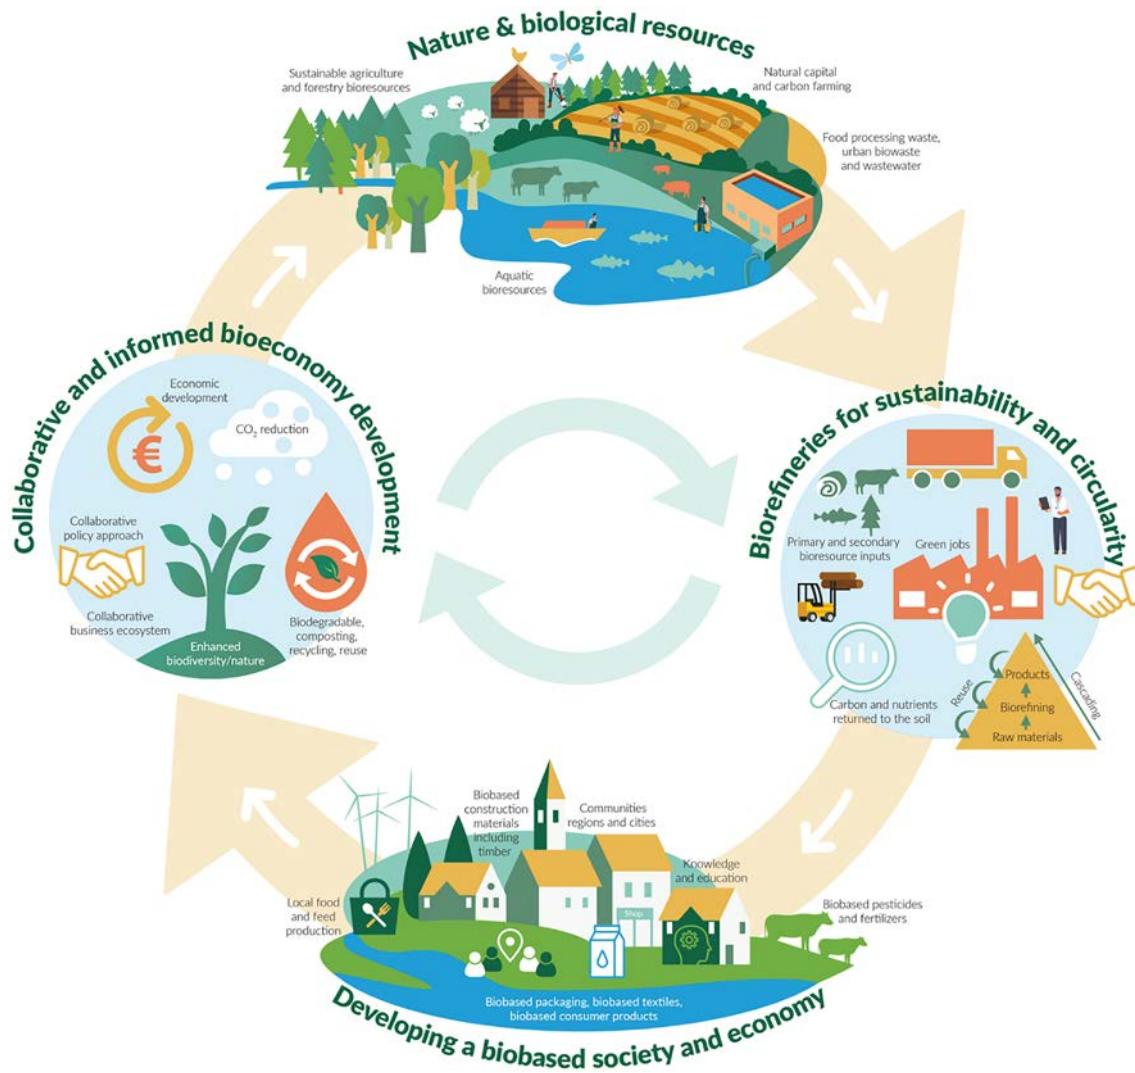 Nature & biological resources
Sustainable agriculture
and forestry bioresources
Natural capital
and carbon farming
Food processing waste,
urban biowaste
and wastewater
Aquatic
bioresources
Biorefineries for sustainability and circularity
Primary and secondary
bioresource inputs
Green jobs
Carbon and nutrients
returned to the soil
Reuse
Products
Biorefining
Raw materials
Cascading
Collaborative and informed bioeconomy development
Economic
development
€
CO₂ reduction
Collaborative
policy approach
Collaborative
business ecosystem
Enhanced
biodiversity/nature
Biodegradable,
composting,
recycling, reuse
Biobased
construction
materials
including
timber
Communities
regions and cities
Knowledge
and education
Local food
and feed
production
Shop
Biobased pesticides
and fertilizers
Biobased packaging, biobased textiles,
biobased consumer products
Developing a biobased society and economy